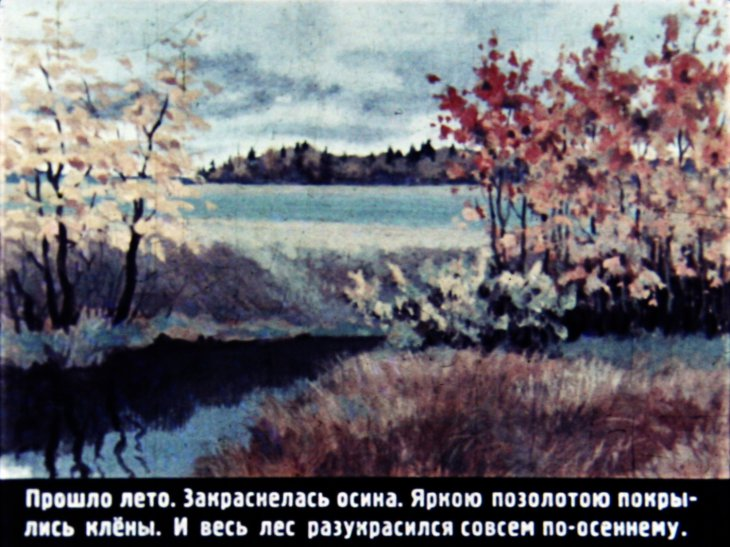 Прошло лето. Закраснелась осина. Яркою позолотою покры-
лись клёны. И весь лес разукрасился совсем по-осеннему.